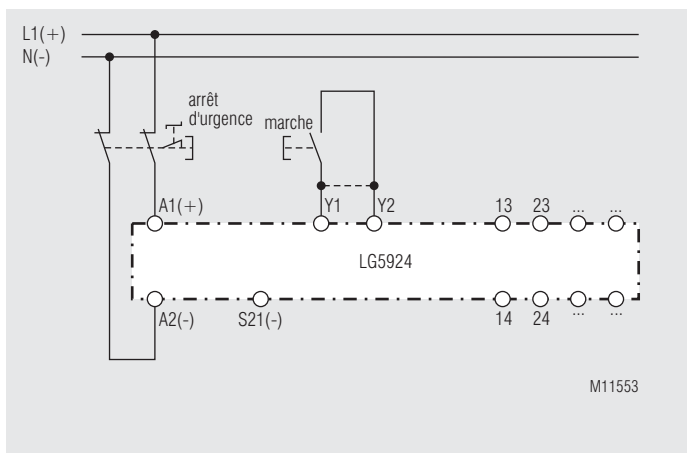 L1(+)
N(-)
arrêt
d'urgence
marche
A1(+)
Y1
Y2
13
23
...
...
LG5924
A2(-)
S21(-)
14
24
...
...
M11553